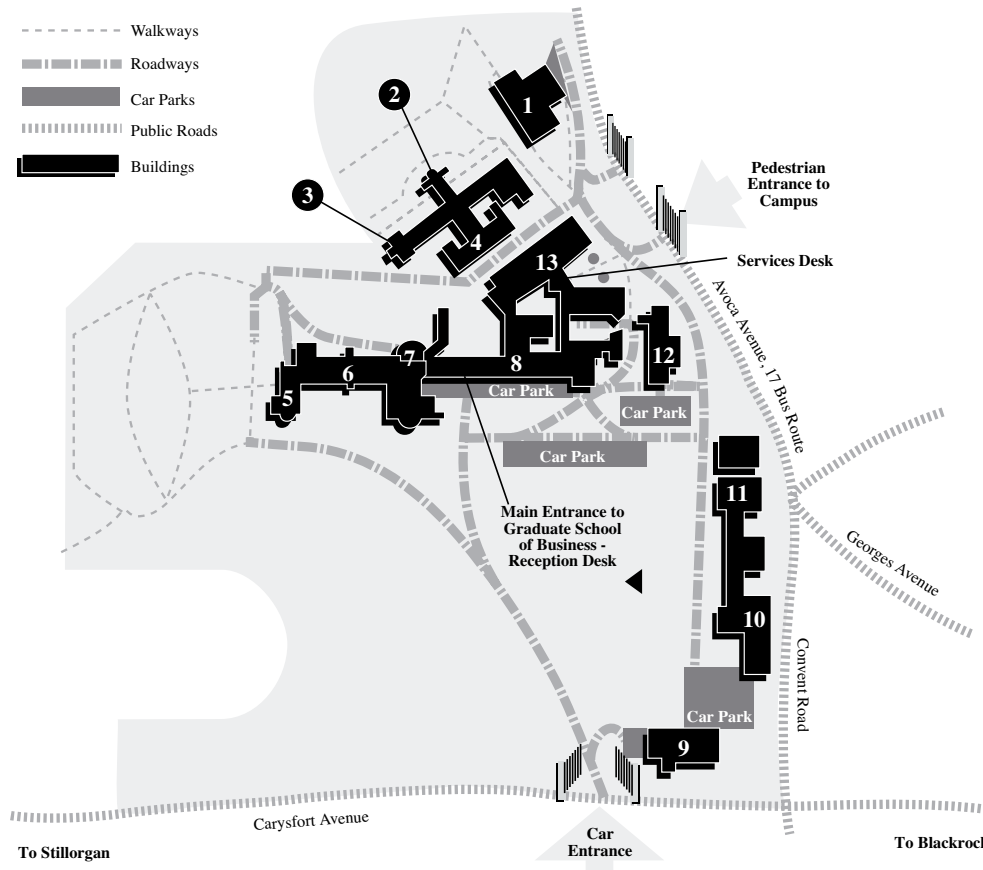 Walkways
Roadways
Car Parks
Public Roads
Buildings
1
2
3
4
Pedestrian
Entrance to
Campus
13
Services Desk
Avoca Avenue, 17 Bus Route
5
6
7
8
12
Car Park
Car Park
Car Park
11
Main Entrance to
Graduate School
of Business -
Reception Desk
Georges Avenue
10
Convent Road
Car Park
9
Carysfort Avenue
Car
Entrance
To Stillorgan
To Blackrock